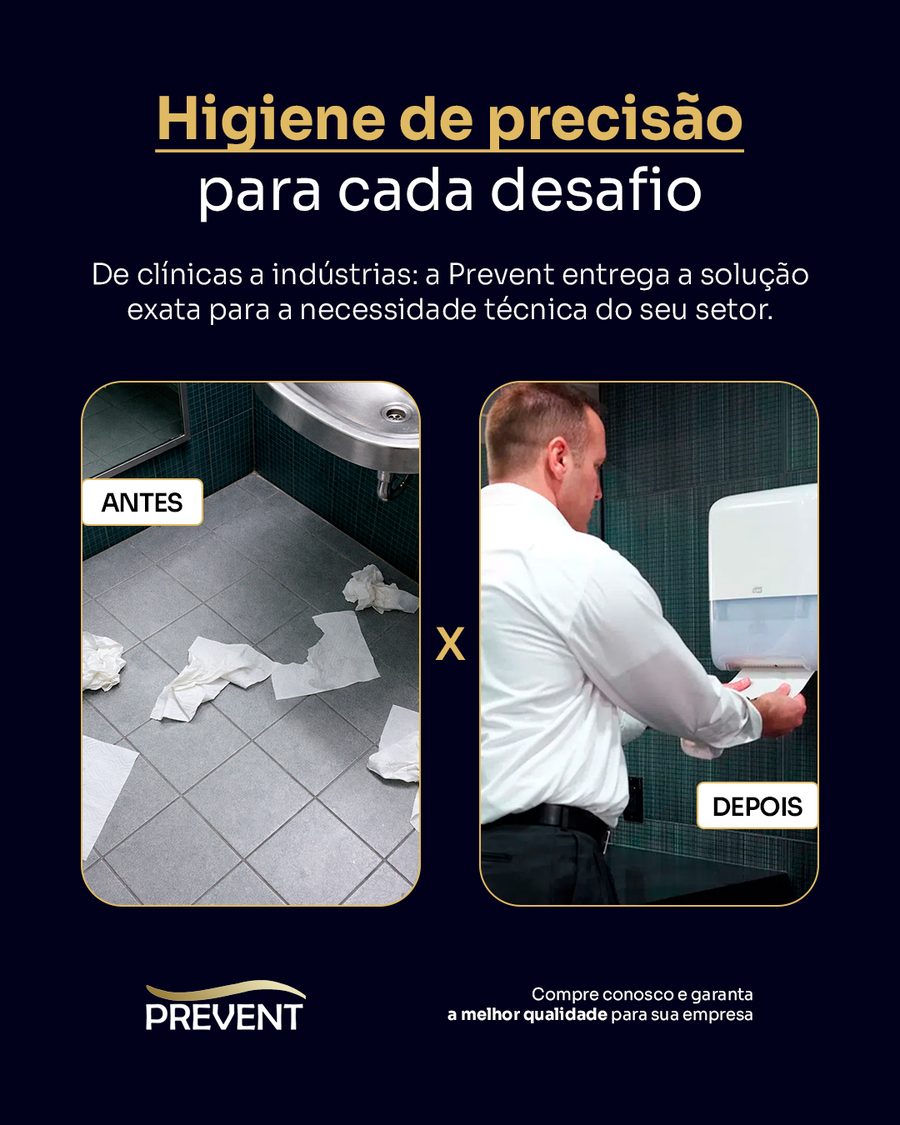 Higiene de precisão
para cada desafio
De clínicas a indústrias: a Prevent entrega a solução
exata para a necessidade técnica do seu setor.
ANTES
X
DEPOIS
PREVENT
Compre conosco e garanta
a melhor qualidade para sua empresa